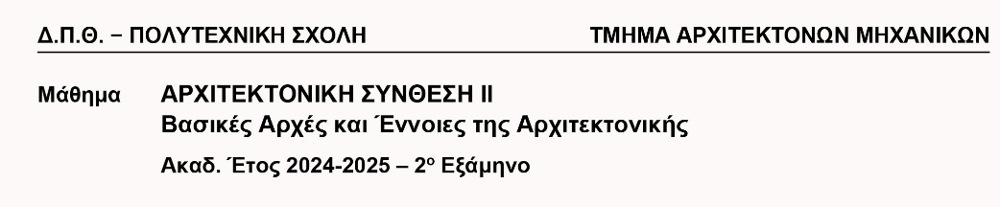 Δ.Π.Θ. – ΠΟΛΥΤΕΧΝΙΚΗ ΣΧΟΛΗ ΤΜΗΜΑ ΑΡΧΙΤΕΚΤΟΝΩΝ ΜΗΧΑΝΙΚΩΝ
Μάθημα ΑΡΧΙΤΕΚΤΟΝΙΚΗ ΣΥΝΘΕΣΗ ΙΙ
Βασικές Αρχές και Έννοιες της Αρχιτεκτονικής
Ακαδ. Έτος 2024-2025 – 2ο Εξάμηνο